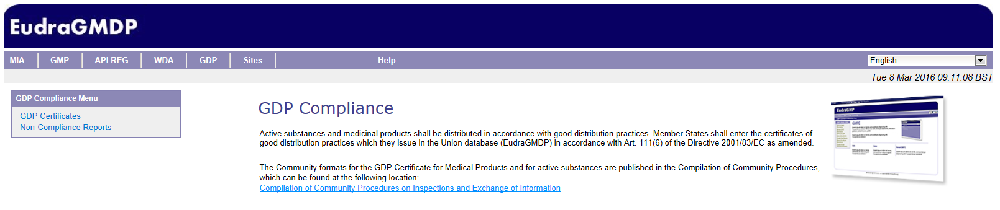 EudraGMDP
MIA GMP API REG WDA GDP Sites Help English
Tue 8 Mar 2016 09:11:08 BST
GDP Compliance Menu
GDP Certificates
Non-Compliance Reports
GDP Compliance
Active substances and medicinal products shall be distributed in accordance with good distribution practices. Member States shall enter the certificates of
good distribution practices which they issue in the Union database (EudraGMDP) in accordance with Art. 111(6) of the Directive 2001/83/EC as amended.
The Community formats for the GDP Certificate for Medical Products and for active substances are published in the Compilation of Community Procedures,
which can be found at the following location:
Compilation of Community Procedures on Inspections and Exchange of Information
EudraGMP